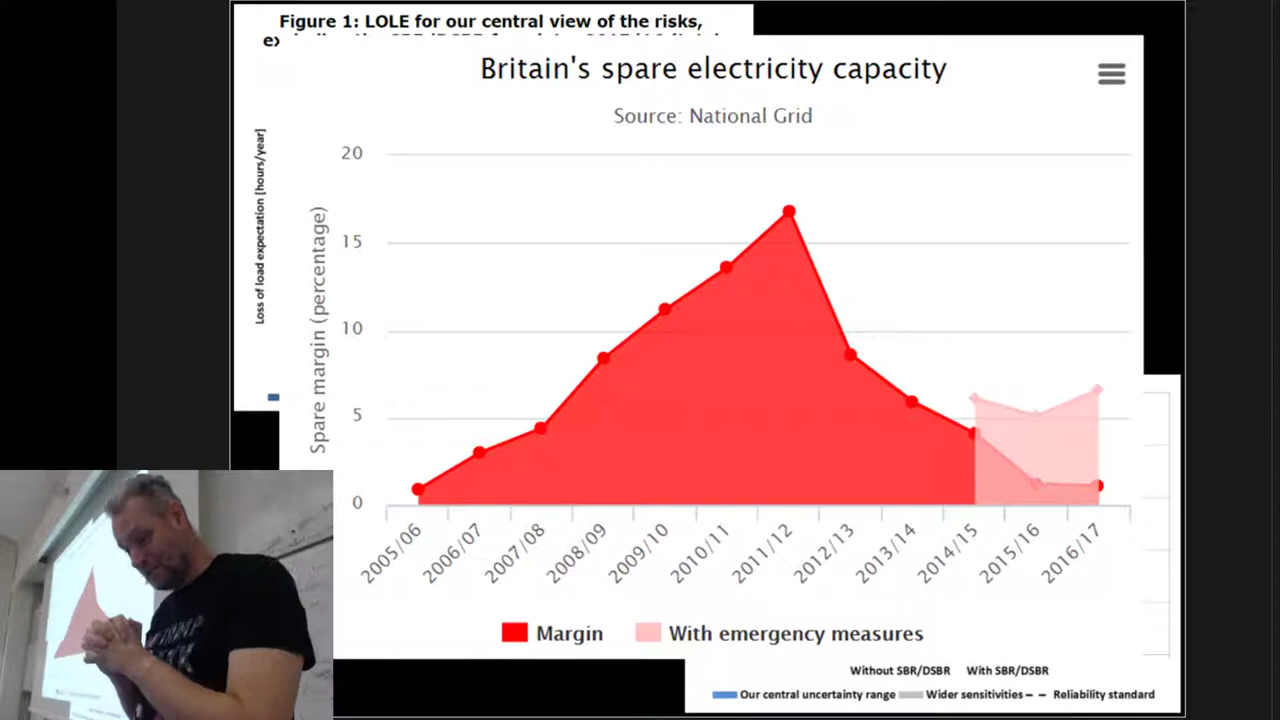 Figure 1: LOLE for our central view of the risks,
Britain's spare electricity capacity
Source: National Grid
Loss of load expectation [hours/year]
Spare margin (percentage)
20
15
10
5
0
2005/06
2006/07
2007/08
2008/09
2009/10
2010/11
2011/12
2012/13
2013/14
2014/15
2015/16
2016/17
Margin
With emergency measures
Without SBR/DSBR With SBR/DSBR
Our central uncertainty range Wider sensitivities Reliability standard